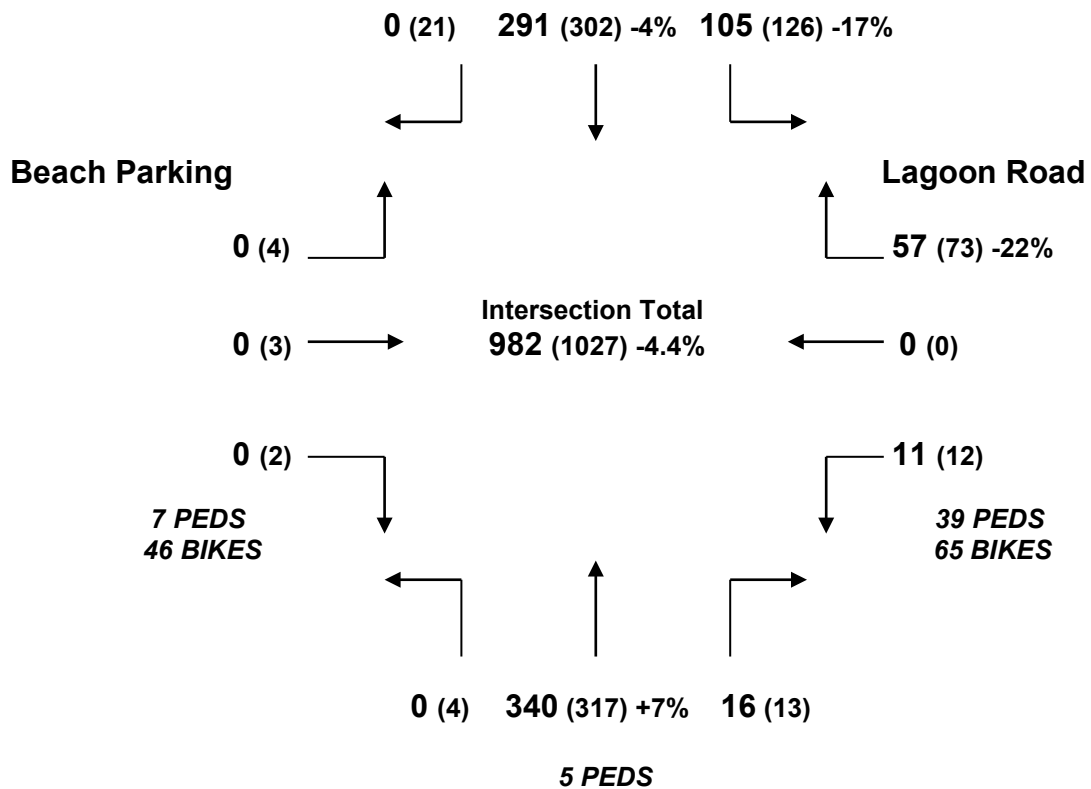 0 (21) 291 (302) -4% 105 (126) -17%
Beach Parking Lagoon Road
0 (4) 57 (73) -22%
Intersection Total
0 (3) 982 (1027) -4.4% 0 (0)
0 (2) 11 (12)
7 PEDS 39 PEDS
46 BIKES 65 BIKES
0 (4) 340 (317) +7% 16 (13)
5 PEDS